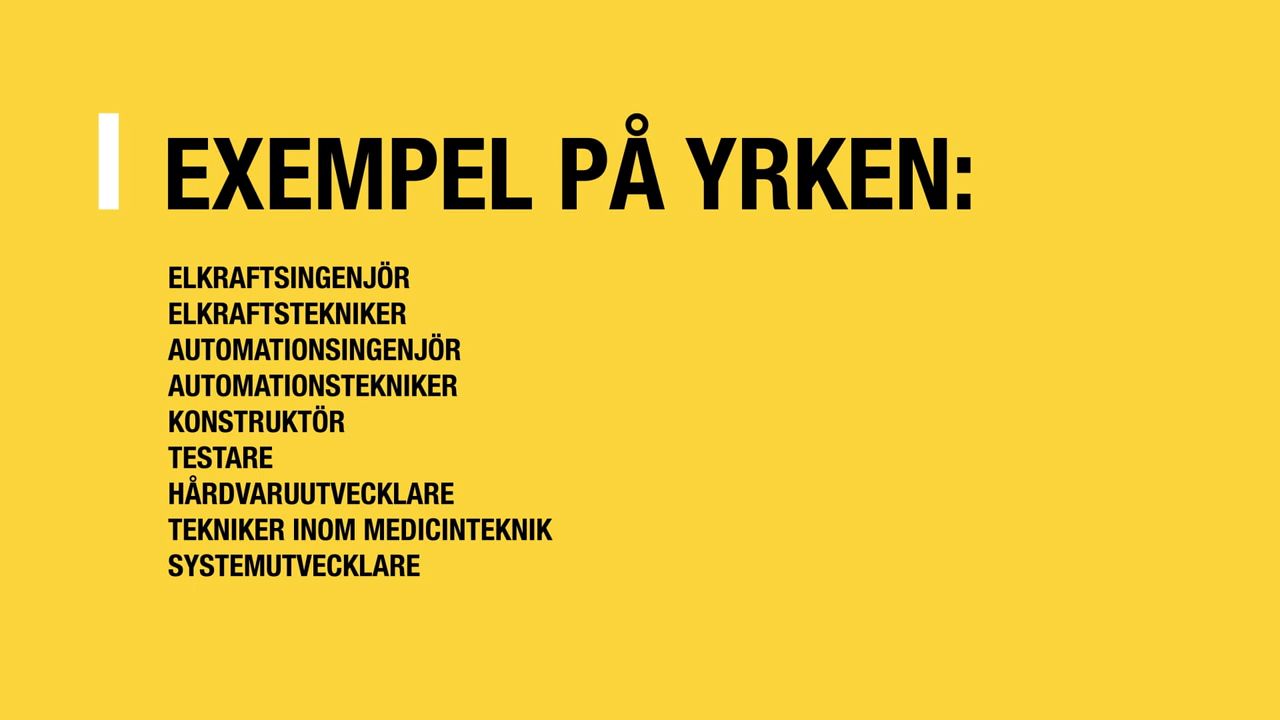 EXEMPEL PÅ YRKEN:
ELKRAFTSINGENJÖR
ELKRAFTSTEKNIKER
AUTOMATIONSINGENJÖR
AUTOMATIONSTEKNIKER
KONSTRUKTÖR
TESTARE
HÅRDVARUUTVECKLARE
TEKNIKER INOM MEDICINTEKNIK
SYSTEMUTVECKLARE